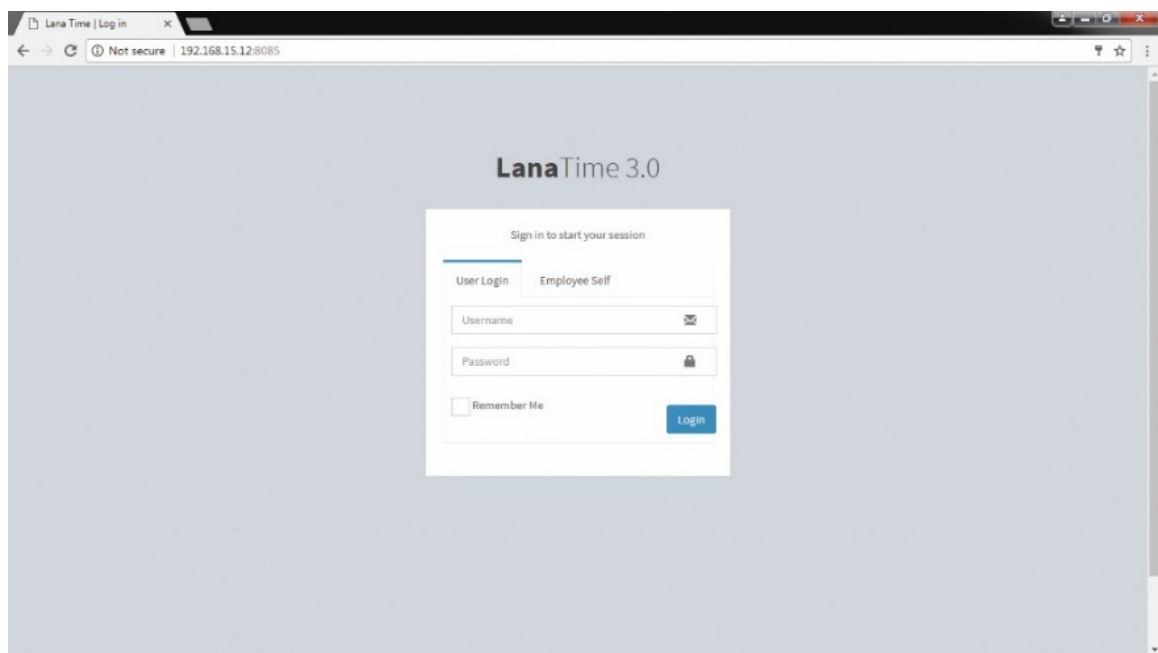 Lana Time | Log in
Not secure | 192.168.15.12:8085
LanaTime 3.0
Sign in to start your session
User Login Employee Self
Username
Password
Remember Me
Login